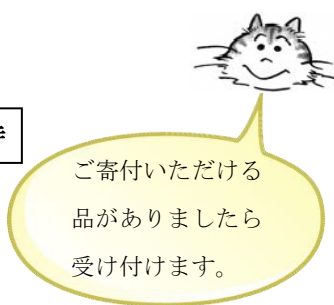 ご寄付いただける
品がありましたら
受け付けます。